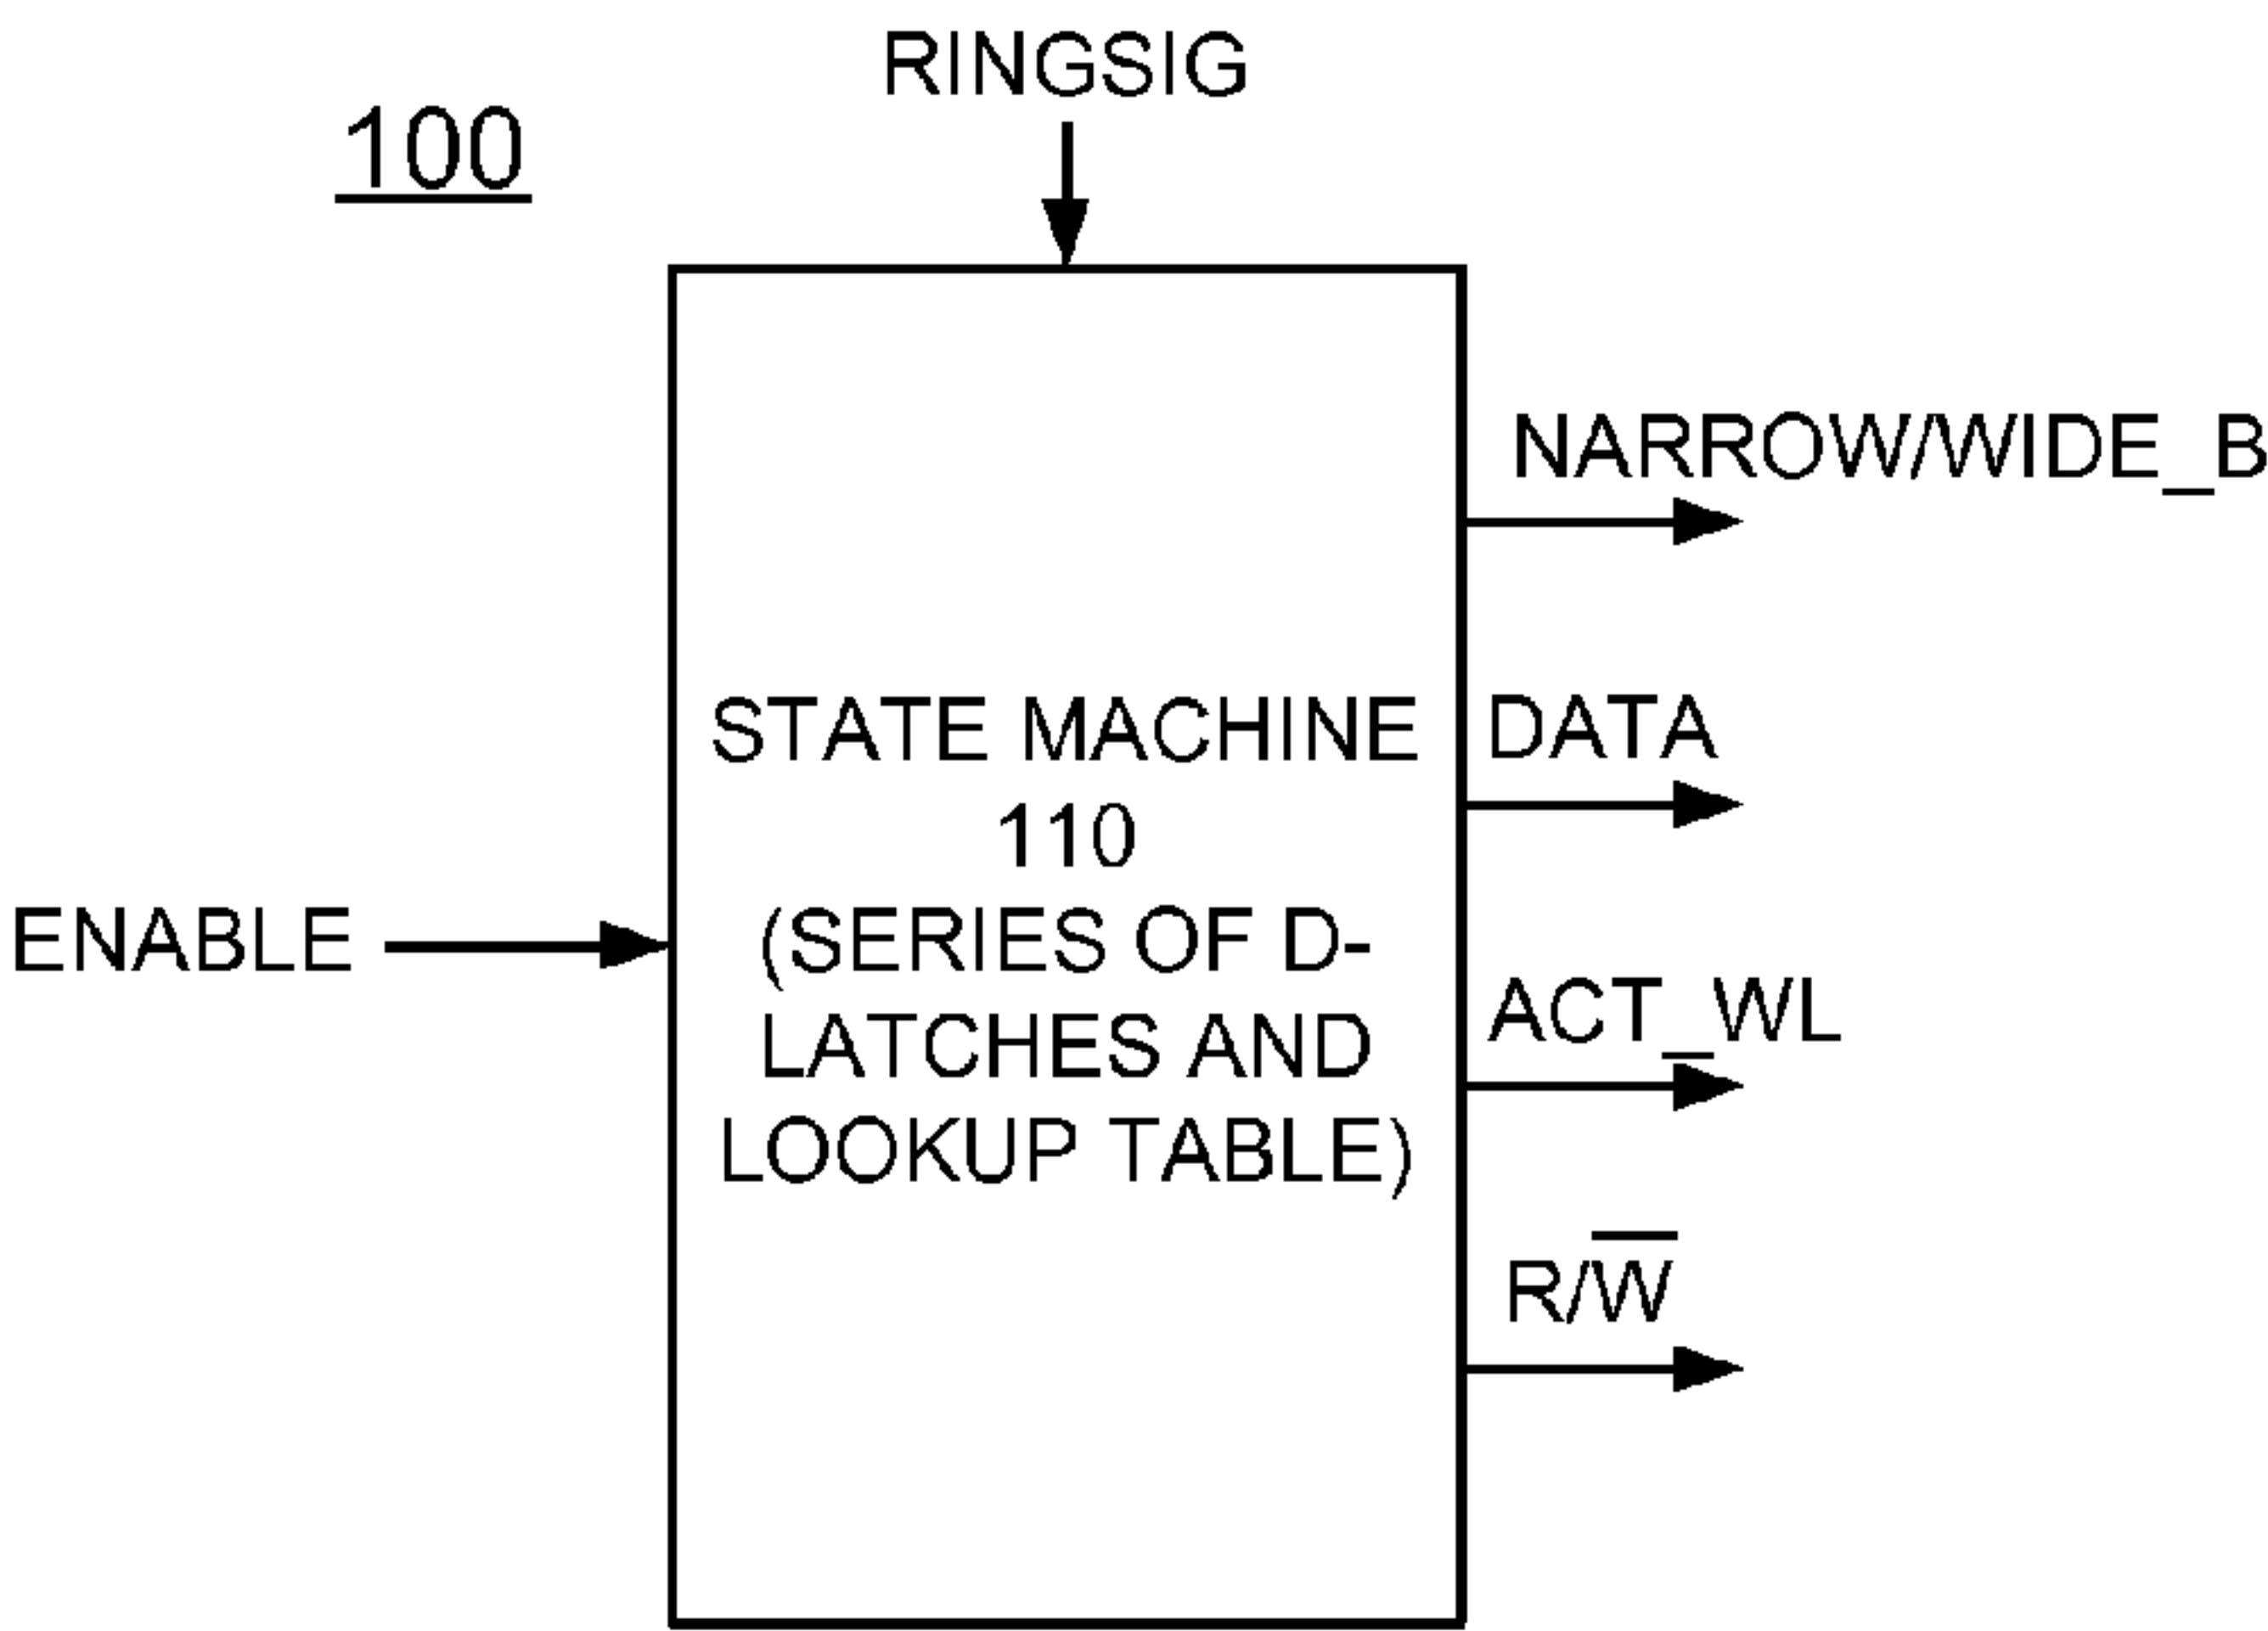 RINGSIG
100
NARROW/WIDE_B
STATE MACHINE
110
(SERIES OF D-
LATCHES AND
LOOKUP TABLE)
DATA
ENABLE
ACT_WL
R/W̅